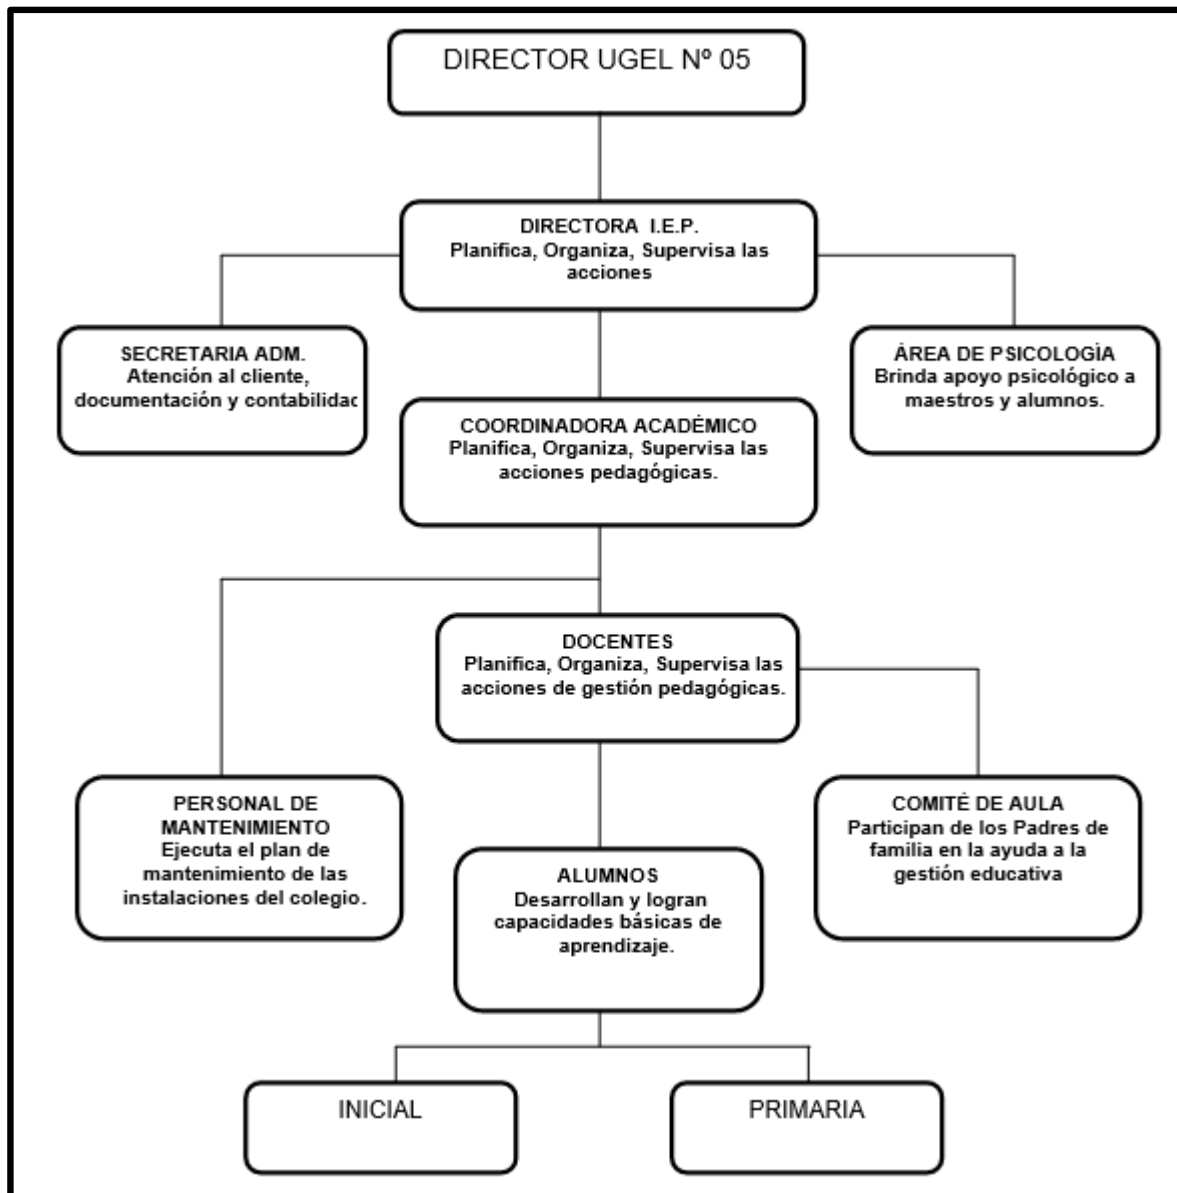 DIRECTOR UGEL Nº 05
DIRECTORA I.E.P.
Planifica, Organiza, Supervisa las
acciones
SECRETARIA ADM.
Atención al cliente,
documentación y contabilidad
ÁREA DE PSICOLOGÌA
Brinda apoyo psicológico a
maestros y alumnos.
COORDINADORA ACADÉMICO
Planifica, Organiza, Supervisa las
acciones pedagógicas.
DOCENTES
Planifica, Organiza, Supervisa las
acciones de gestión pedagógicas.
PERSONAL DE
MANTENIMIENTO
Ejecuta el plan de
mantenimiento de las
instalaciones del colegio.
COMITÉ DE AULA
Participan de los Padres de
familia en la ayuda a la
gestión educativa
ALUMNOS
Desarrollan y logran
capacidades básicas de
aprendizaje.
INICIAL
PRIMARIA